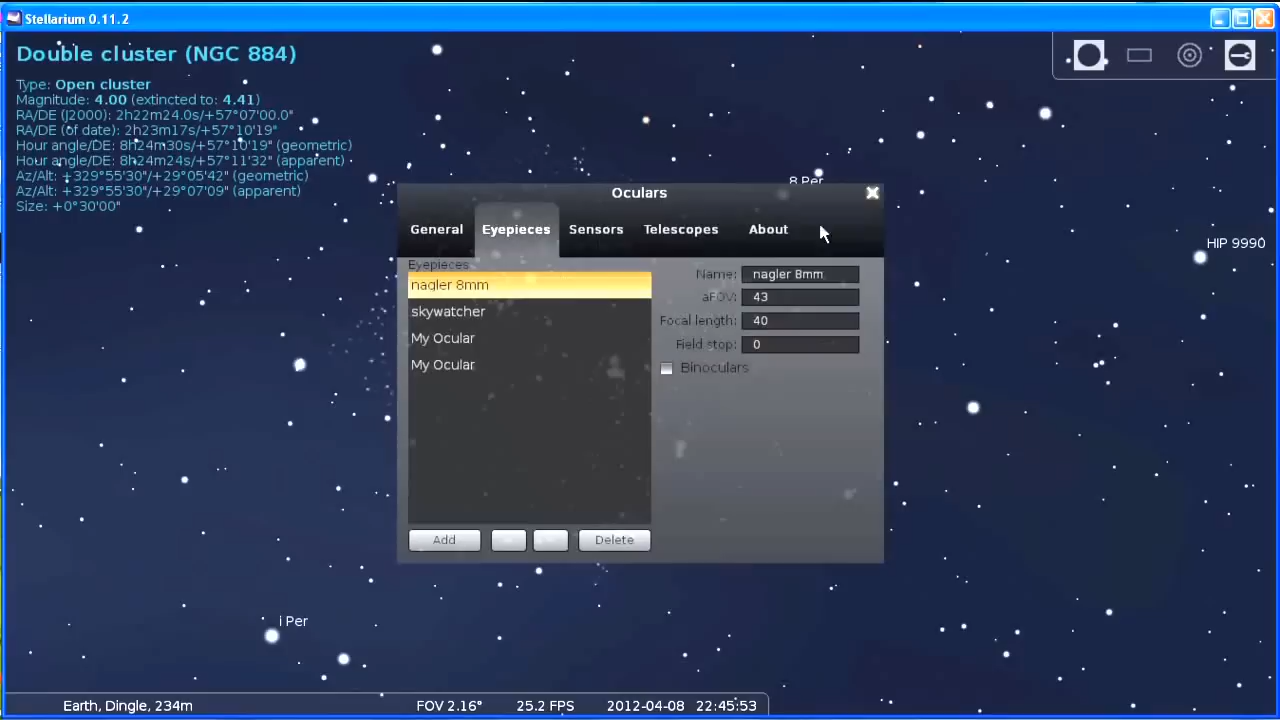 Stellarium 0.11.2
Double cluster (NGC 884)
Type: Open cluster
Magnitude: 4.00 (extincted to: 4.41)
RA/DE (J2000): 2h22m24.0s/+57°07'00.0"
RA/DE (of date): 2h23m17s/+57°10'19"
Hour angle/DE: 8h24m30s/+57°10'19" (geometric)
Hour angle/DE: 8h24m24s/+57°11'32" (apparent)
Az/Alt: +329°55'30"/+29°05'42" (geometric)
Az/Alt: +329°55'30"/+29°07'09" (apparent)
Size: +0°30'00"
8 Per
HIP 9990
Oculars
General Eyepieces Sensors Telescopes About
Eyepieces
nagler 8mm
skywatcher
My Ocular
My Ocular
Name: nagler 8mm
aFOV: 43
Focal length: 40
Field stop: 0
Binoculars
Add Delete
i Per
Earth, Dingle, 234m FOV 2.16° 25.2 FPS 2012-04-08 22:45:53